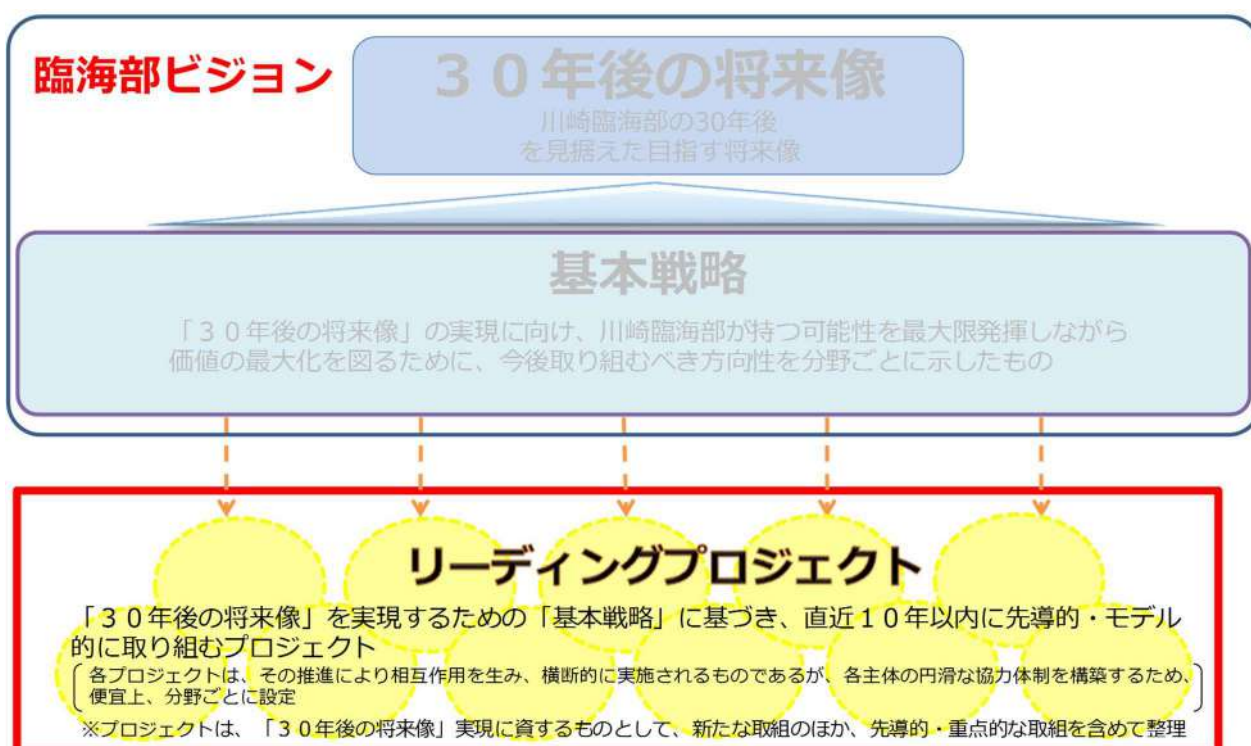 臨海部ビジョン
３０年後の将来像
川崎臨海部の30年後
を見据えた目指す将来像
基本戦略
「３０年後の将来像」の実現に向け、川崎臨海部が持つ可能性を最大限発揮しながら
価値の最大化を図るために、今後取り組むべき方向性を分野ごとに示したもの
リーディングプロジェクト
「３０年後の将来像」を実現するための「基本戦略」に基づき、直近１０年以内に先導的・モデル
的に取り組むプロジェクト
各プロジェクトは、その推進により相互作用を生み、横断的に実施されるものであるが、各主体の円滑な協力体制を構築するため、
便宜上、分野ごとに設定
※プロジェクトは、「３０年後の将来像」実現に資するものとして、新たな取組のほか、先導的・重点的な取組を含めて整理